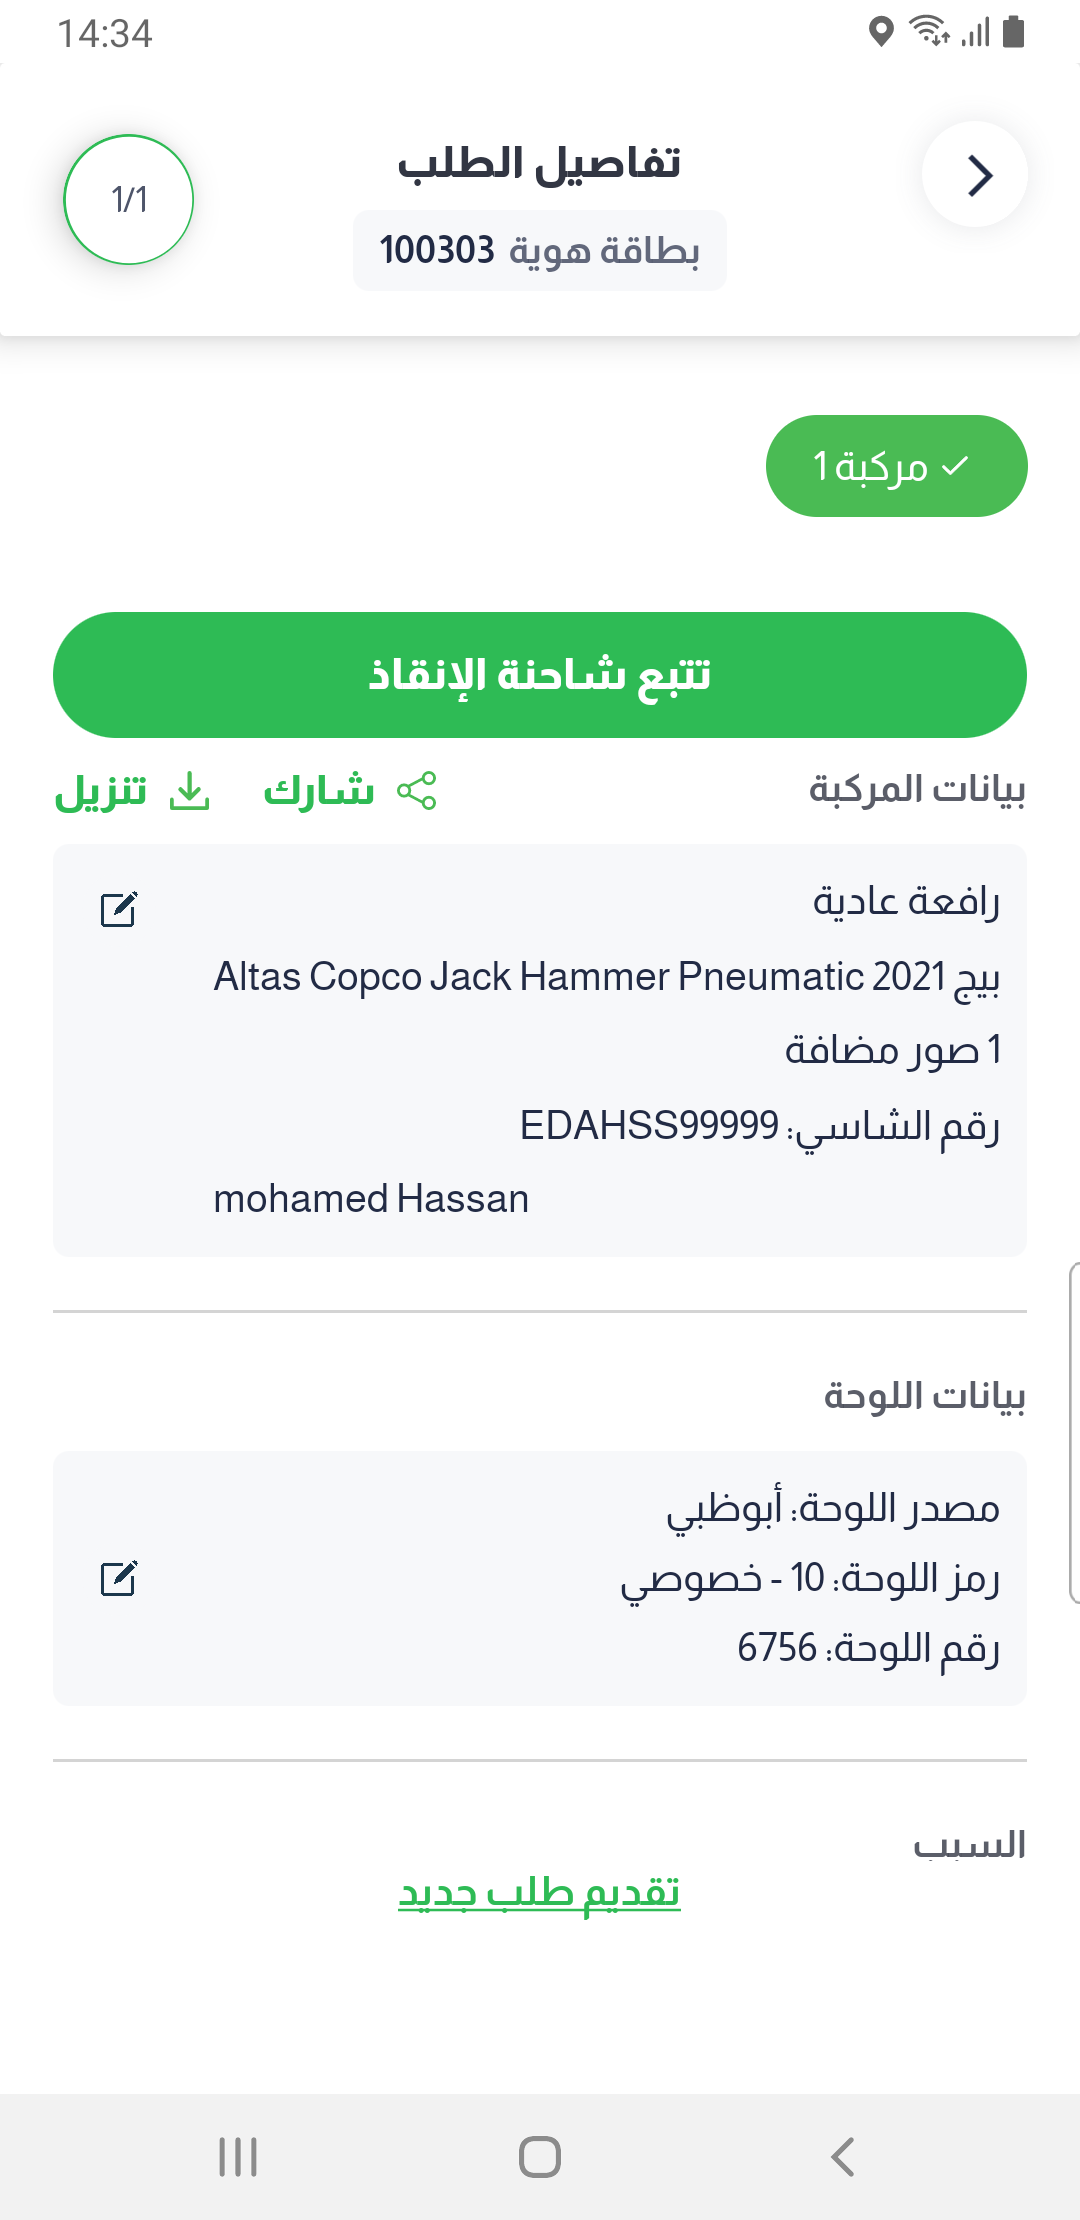 14:34
تفاصيل الطلب
1/1
بطاقة هوية 100303
مركبة 1
تتبع شاحنة الإنقاذ
بيانات المركبة
شارك
تنزيل
رافعة عادية
بيج Altas Copco Jack Hammer Pneumatic 2021
1 صور مضافة
رقم الشاسي: EDAHSS99999
mohamed Hassan
بيانات اللوحة
مصدر اللوحة: أبوظبي
رمز اللوحة: 10 - خصوصي
رقم اللوحة: 6756
السبب
تقديم طلب جديد